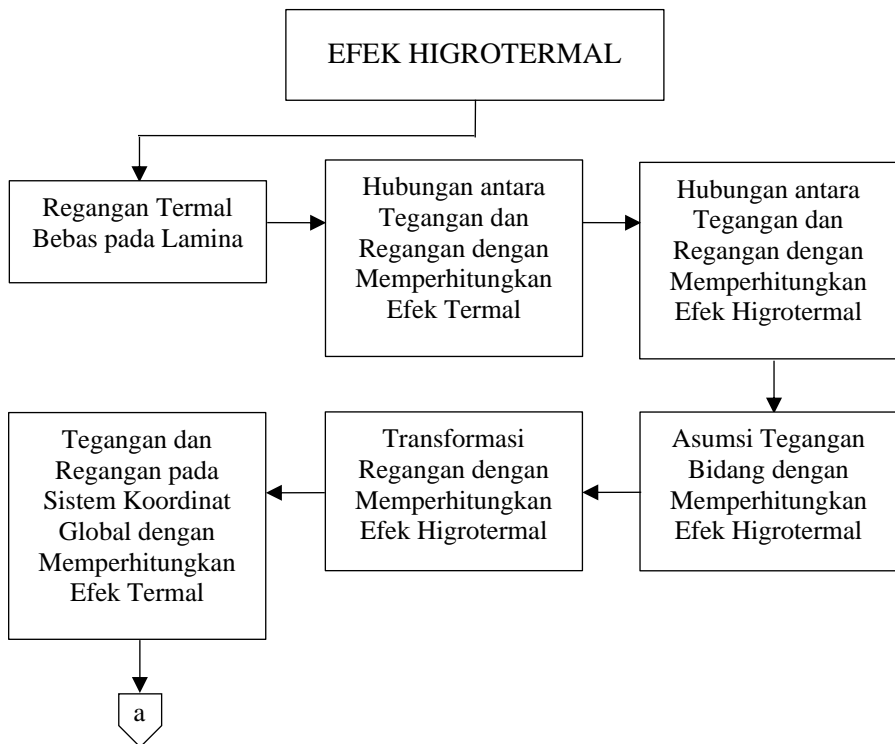 EFEK HIGROTERMAL
Regangan Termal
Bebas pada Lamina
Hubungan antara
Tegangan dan
Regangan dengan
Memperhitungkan
Efek Termal
Hubungan antara
Tegangan dan
Regangan dengan
Memperhitungkan
Efek Higrotermal
Asumsi Tegangan
Bidang dengan
Memperhitungkan
Efek Higrotermal
Transformasi
Regangan dengan
Memperhitungkan
Efek Higrotermal
Tegangan dan
Regangan pada
Sistem Koordinat
Global dengan
Memperhitungkan
Efek Termal
a